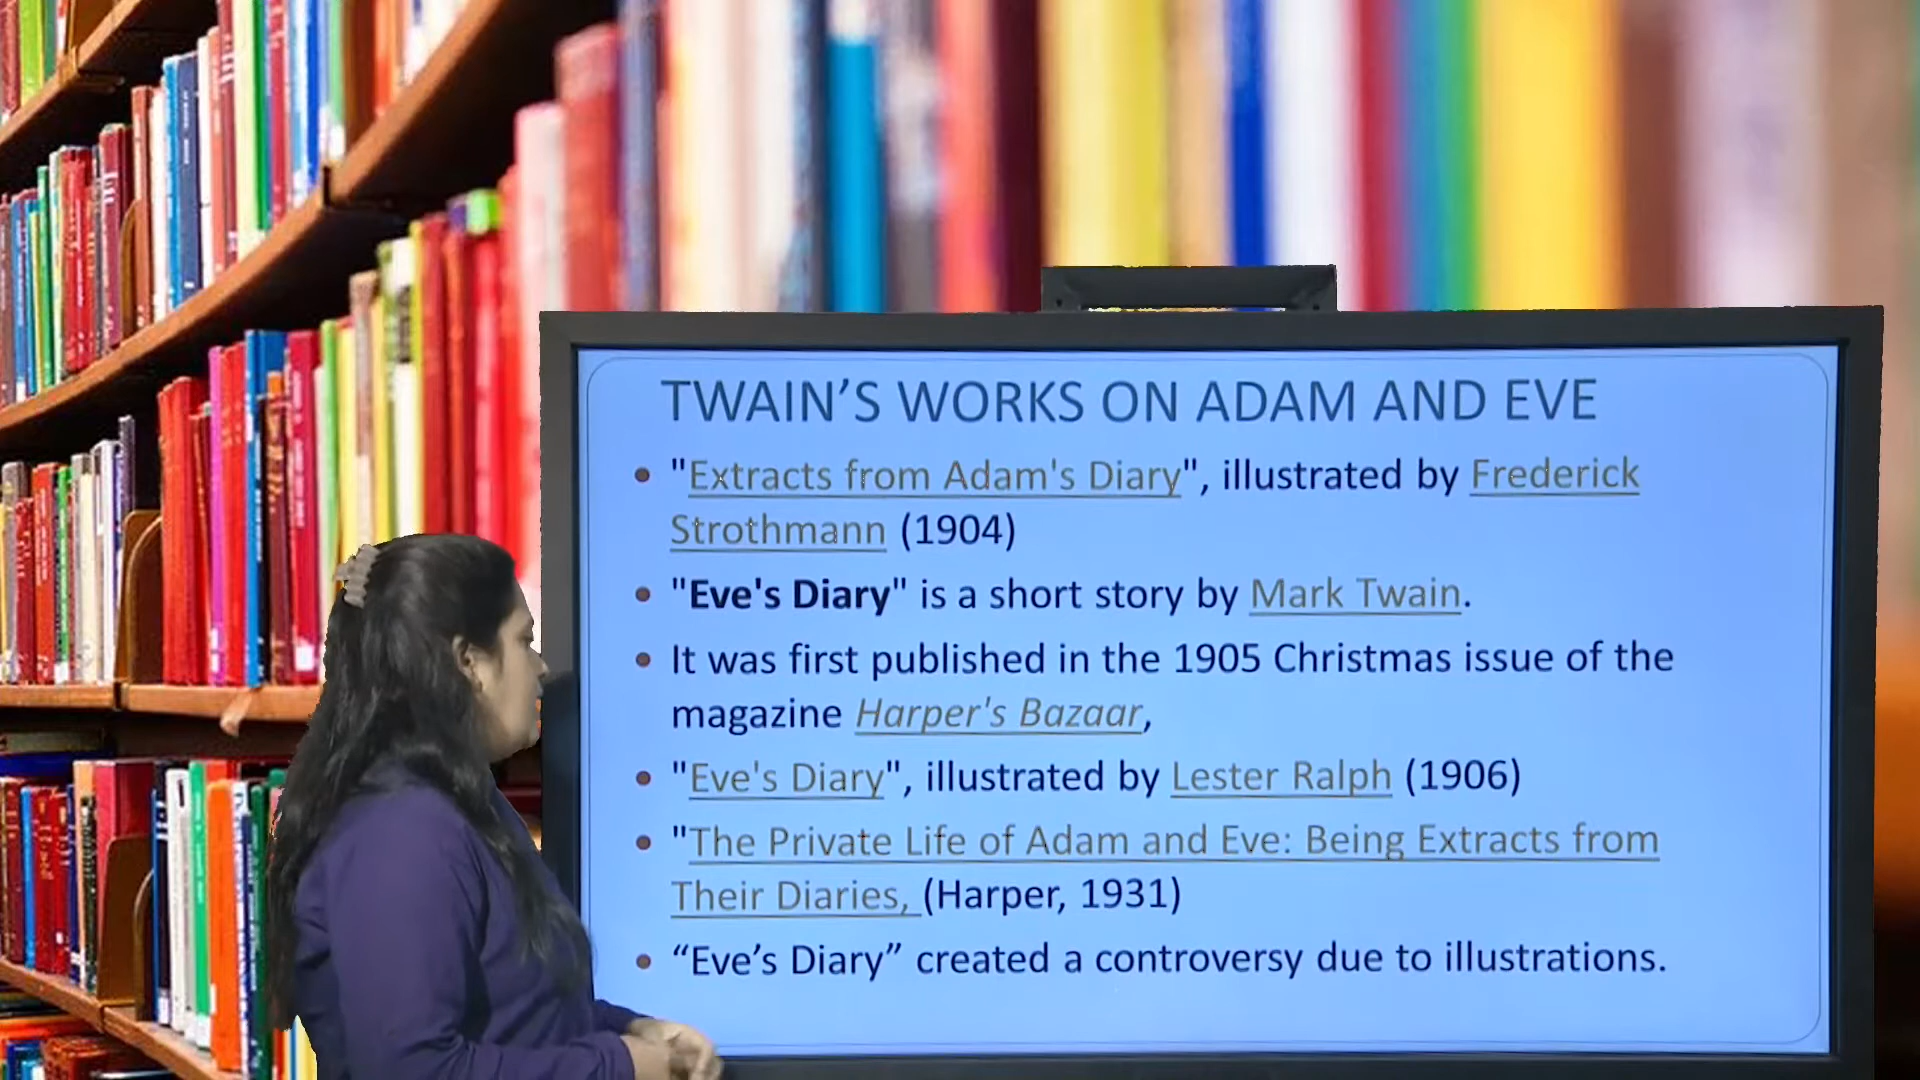 TWAIN’S WORKS ON ADAM AND EVE
• "Extracts from Adam's Diary", illustrated by Frederick
Strothmann (1904)
• "Eve's Diary" is a short story by Mark Twain.
• It was first published in the 1905 Christmas issue of the
magazine Harper's Bazaar,
• "Eve's Diary", illustrated by Lester Ralph (1906)
• "The Private Life of Adam and Eve: Being Extracts from
Their Diaries, (Harper, 1931)
• “Eve’s Diary” created a controversy due to illustrations.